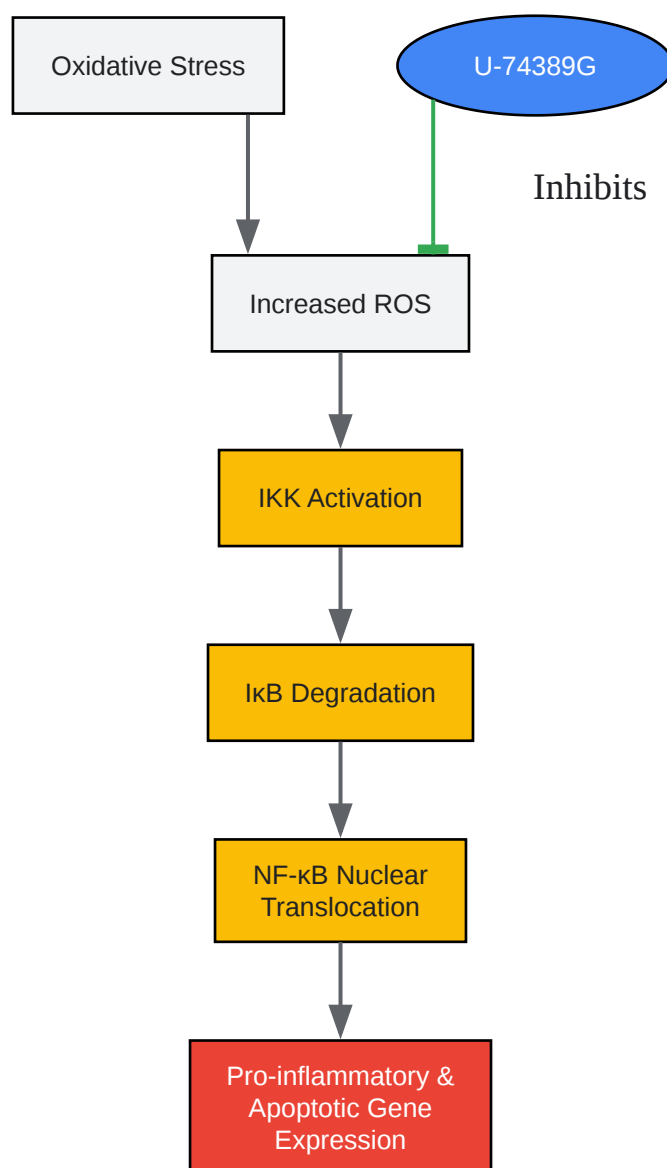 Oxidative Stress
U-74389G
Inhibits
Increased ROS
IKK Activation
IκB Degradation
NF-κB Nuclear
Translocation
Pro-inflammatory &
Apoptotic Gene
Expression